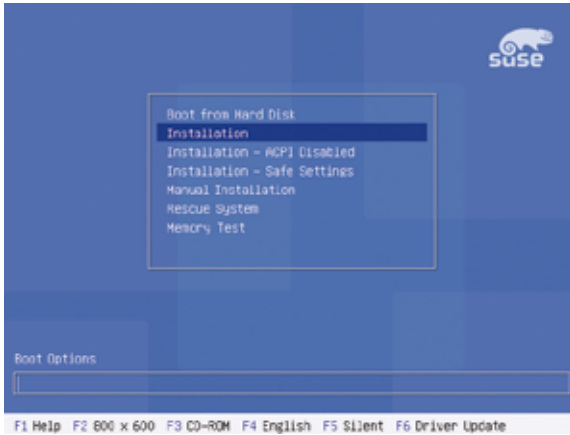 SUSE
Boot from Hard Disk
Installation
Installation - ACPI Disabled
Installation - Safe Settings
Manual Installation
Rescue System
Memory Test
Boot Options
F1 Help F2 800 x 600 F3 CD-ROM F4 English F5 Silent F6 Driver Update